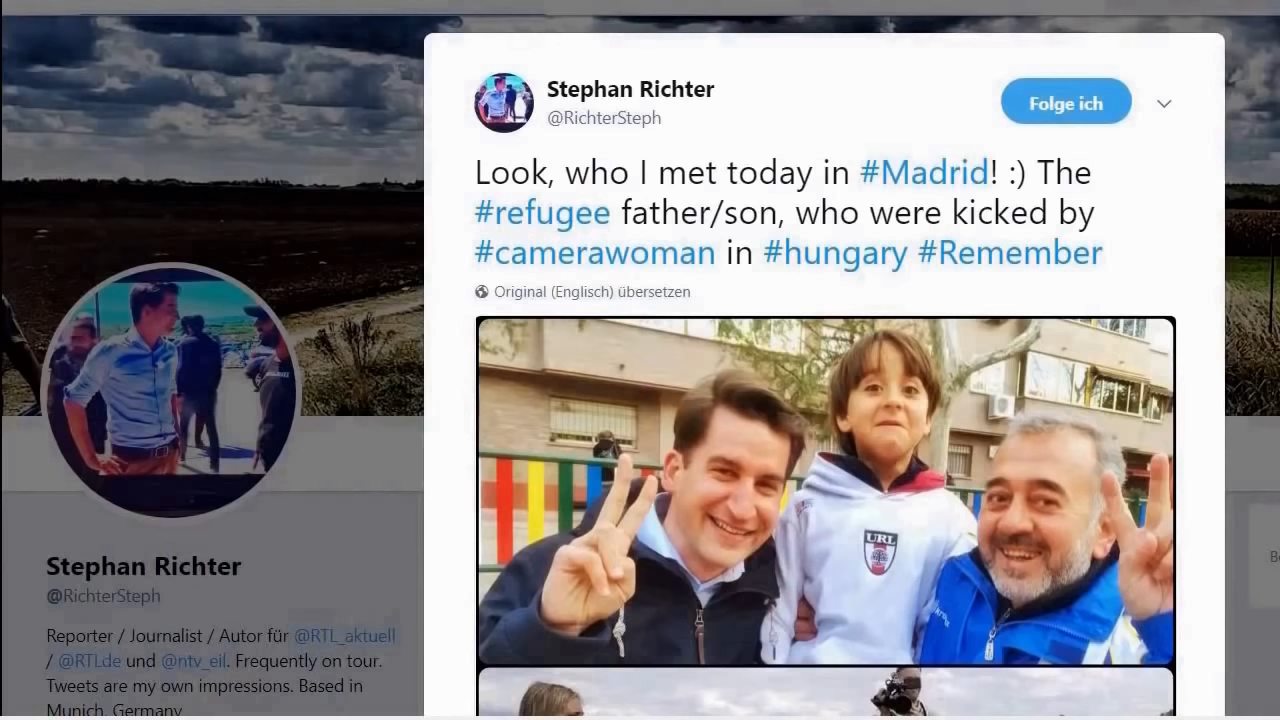 Stephan Richter
@RichterSteph
Folge ich
Look, who I met today in #Madrid! :) The
#refugee father/son, who were kicked by
#camerawoman in #hungary #Remember
Original (Englisch) übersetzen
URL
Stephan Richter
@RichterSteph
Reporter / Journalist / Autor für @RTL_aktuell
/ @RTLde und @ntv_eil. Frequently on tour.
Tweets are my own impressions. Based in
Munich, Germany